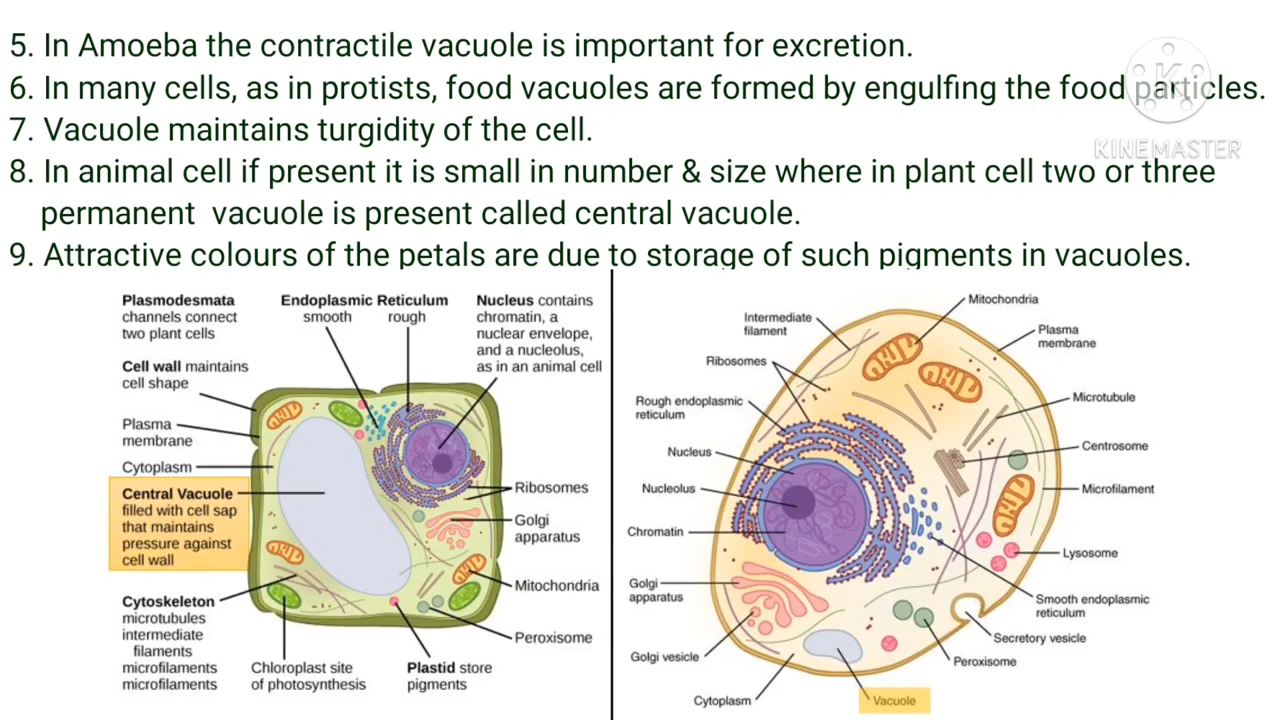 5. In Amoeba the contractile vacuole is important for excretion.
6. In many cells, as in protists, food vacuoles are formed by engulfing the food particles.
7. Vacuole maintains turgidity of the cell.
8. In animal cell if present it is small in number & size where in plant cell two or three
permanent vacuole is present called central vacuole.
9. Attractive colours of the petals are due to storage of such pigments in vacuoles.
K
KINEMASTER
Plasmodesmata
channels connect
two plant cells
Endoplasmic Reticulum
smooth rough
Nucleus contains
chromatin, a
nuclear envelope,
and a nucleolus,
as in an animal cell
Cell wall maintains
cell shape
Plasma
membrane
Cytoplasm
Central Vacuole
filled with cell sap
that maintains
pressure against
cell wall
Cytoskeleton
microtubules
intermediate
filaments
microfilaments
microfilaments
Chloroplast site
of photosynthesis
Plastid store
pigments
Ribosomes
Golgi
apparatus
Mitochondria
Peroxisome
Mitochondria
Intermediate
filament
Plasma
membrane
Ribosomes
Rough endoplasmic
reticulum
Microtubule
Nucleus
Centrosome
Nucleolus
Microfilament
Chromatin
Lysosome
Golgi
apparatus
Smooth endoplasmic
reticulum
Secretory vesicle
Golgi vesicle
Peroxisome
Cytoplasm
Vacuole